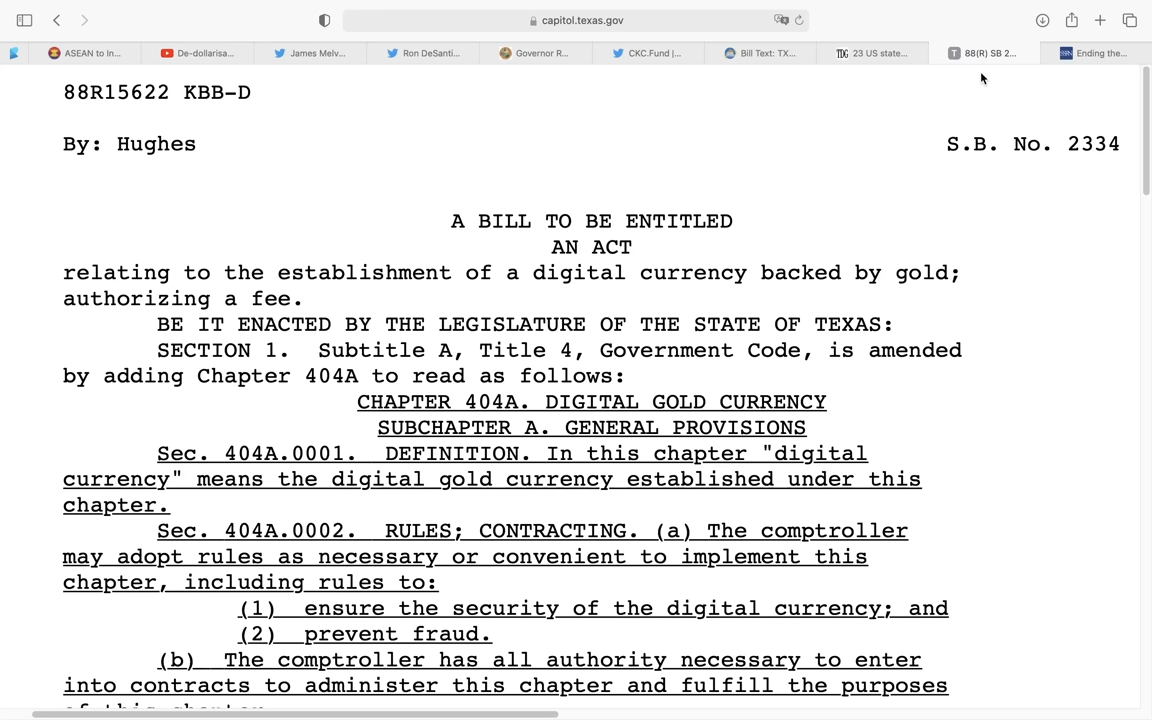 capitol.texas.gov
ASEAN to In... De-dollarisa... James Melv... Ron DeSanti... Governor R... CKC.Fund |... Bill Text: TX... TDG 23 US state... T 88(R) SB 2... Ending the...
88R15622 KBB-D
By: Hughes S.B. No. 2334
A BILL TO BE ENTITLED
AN ACT
relating to the establishment of a digital currency backed by gold;
authorizing a fee.
BE IT ENACTED BY THE LEGISLATURE OF THE STATE OF TEXAS:
SECTION 1. Subtitle A, Title 4, Government Code, is amended
by adding Chapter 404A to read as follows:
CHAPTER 404A. DIGITAL GOLD CURRENCY
SUBCHAPTER A. GENERAL PROVISIONS
Sec. 404A.0001. DEFINITION. In this chapter "digital
currency" means the digital gold currency established under this
chapter.
Sec. 404A.0002. RULES; CONTRACTING. (a) The comptroller
may adopt rules as necessary or convenient to implement this
chapter, including rules to:
(1) ensure the security of the digital currency; and
(2) prevent fraud.
(b) The comptroller has all authority necessary to enter
into contracts to administer this chapter and fulfill the purposes
of this chapter